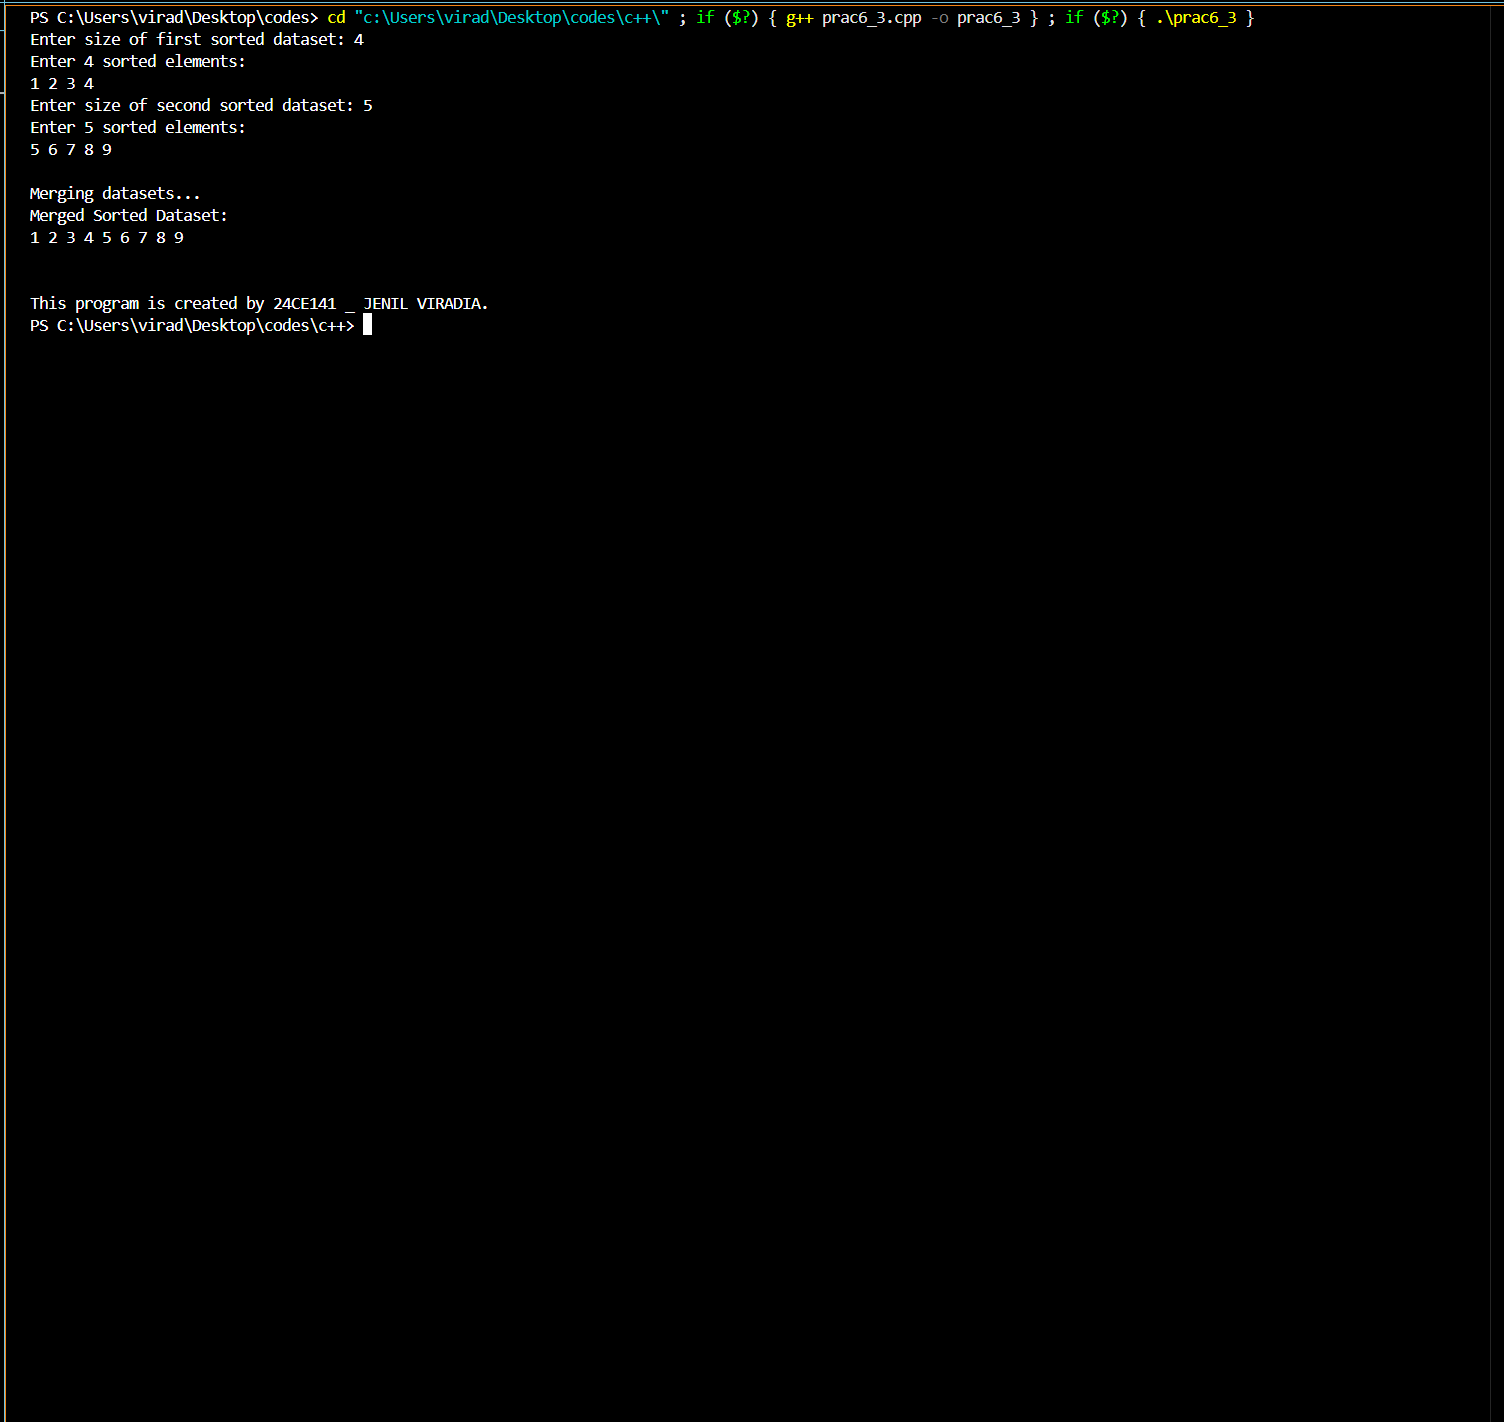 PS C:\Users\virad\Desktop\codes> cd "c:\Users\virad\Desktop\codes\c++\" ; if ($?) { g++ prac6_3.cpp -o prac6_3 } ; if ($?) { .\prac6_3 }
Enter size of first sorted dataset: 4
Enter 4 sorted elements:
1 2 3 4
Enter size of second sorted dataset: 5
Enter 5 sorted elements:
5 6 7 8 9
Merging datasets...
Merged Sorted Dataset:
1 2 3 4 5 6 7 8 9
This program is created by 24CE141 _ JENIL VIRADIA.
PS C:\Users\virad\Desktop\codes\c++>